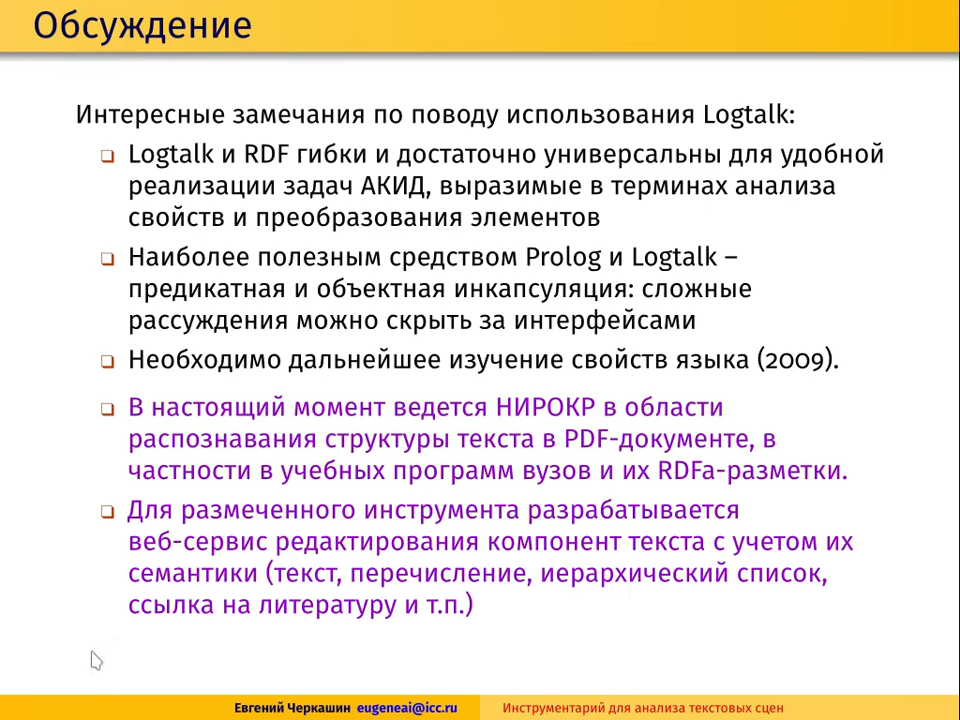 Обсуждение
Интересные замечания по поводу использования Logtalk:
Logtalk и RDF гибки и достаточно универсальны для удобной
реализации задач АКИД, выразимые в терминах анализа
свойств и преобразования элементов
Наиболее полезным средством Prolog и Logtalk –
предикатная и объектная инкапсуляция: сложные
рассуждения можно скрыть за интерфейсами
Необходимо дальнейшее изучение свойств языка (2009).
В настоящий момент ведется НИРОКР в области
распознавания структуры текста в PDF-документе, в
частности в учебных программ вузов и их RDFa-разметки.
Для размеченного инструмента разрабатывается
веб-сервис редактирования компонент текста с учетом их
семантики (текст, перечисление, иерархический список,
ссылка на литературу и т.п.)
Евгений Черкашин eugeneai@icc.ru Инструментарий для анализа текстовых сцен